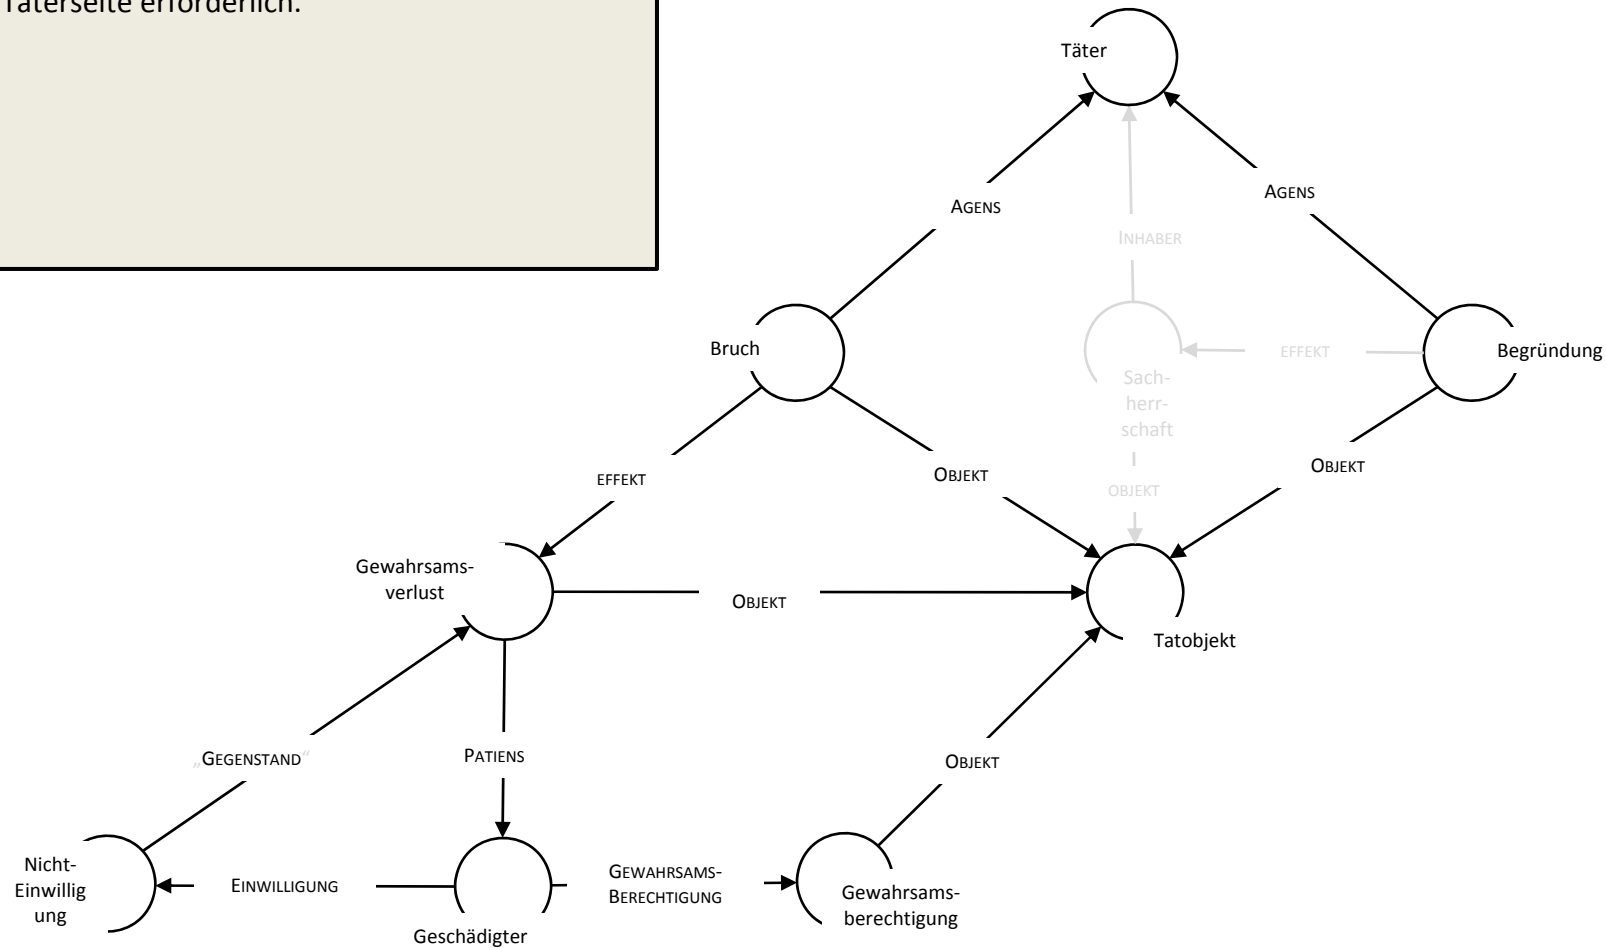 Täterseite erforderlich.
Täter
AGENS
AGENS
INHABER
Bruch
EFFEKT
Begründung
Sach-
herr-
schaft
EFFEKT
OBJEKT
OBJEKT
OBJEKT
Gewahrsams-
verlust
OBJEKT
Tatobjekt
„GEGENSTAND“
PATIENS
OBJEKT
Nicht-
Einwillig
ung
EINWILLIGUNG
GEWAHRSAMS-
BERECHTIGUNG
Gewahrsams-
berechtigung
Geschädigter